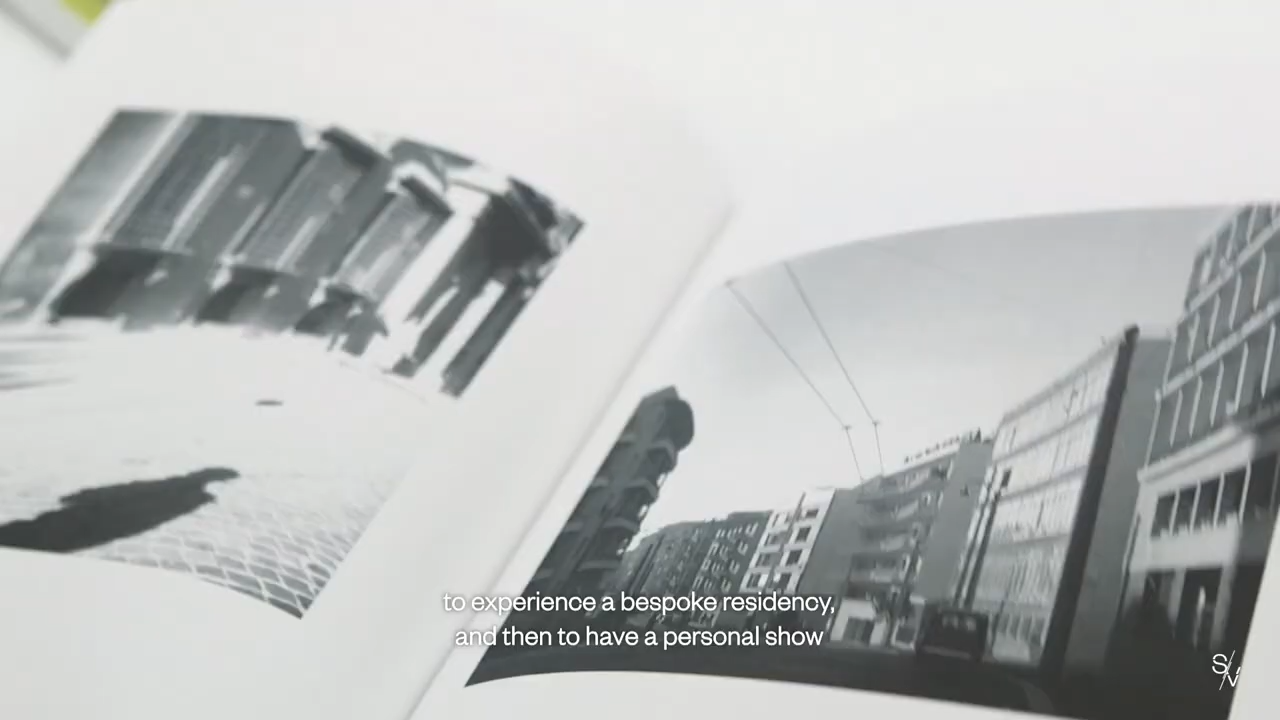 to experience a bespoke residency,
and then to have a personal show
S/V